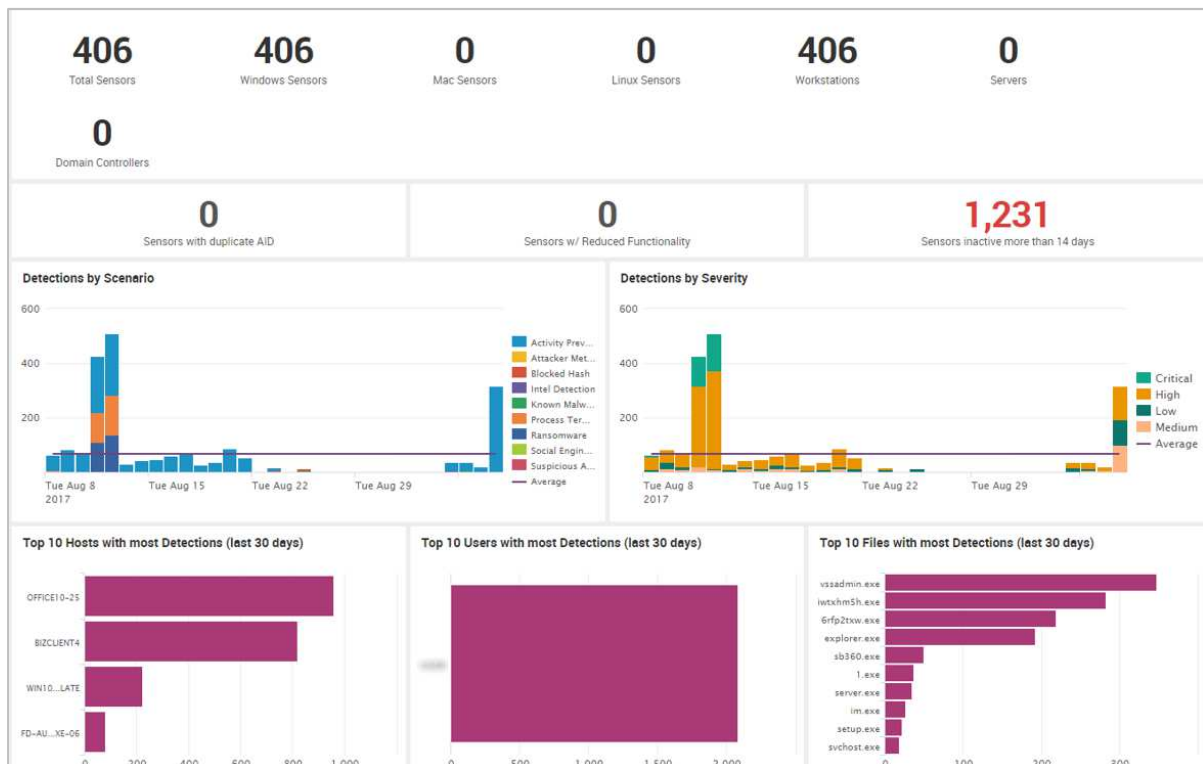 406 406 0 0 406 0
Total Sensors Windows Sensors Mac Sensors Linux Sensors Workstations Servers
0
Domain Controllers
0 0 1,231
Sensors with duplicate AID Sensors w/ Reduced Functionality Sensors inactive more than 14 days
Detections by Scenario
600
400
200
Tue Aug 8 Tue Aug 15 Tue Aug 22 Tue Aug 29
2017
Activity Prev...
Attacker Met...
Blocked Hash
Intel Detection
Known Malw...
Process Ter...
Ransomware
Social Engin...
Suspicious A...
Average
Detections by Severity
600
400
200
Tue Aug 8 Tue Aug 15 Tue Aug 22 Tue Aug 29
2017
Critical
High
Low
Medium
Average
Top 10 Hosts with most Detections (last 30 days)
OFFICE10-25
BIZCLIENT4
WIN10...LATE
FD-AU...XE-06
0 200 400 600 800 1,000
Top 10 Users with most Detections (last 30 days)
0 500 1,000 1,500 2,000
Top 10 Files with most Detections (last 30 days)
vssadmin.exe
iwtxhm5h.exe
6rfp2txw.exe
explorer.exe
sb360.exe
1.exe
server.exe
im.exe
setup.exe
svchost.exe
0 100 200 300